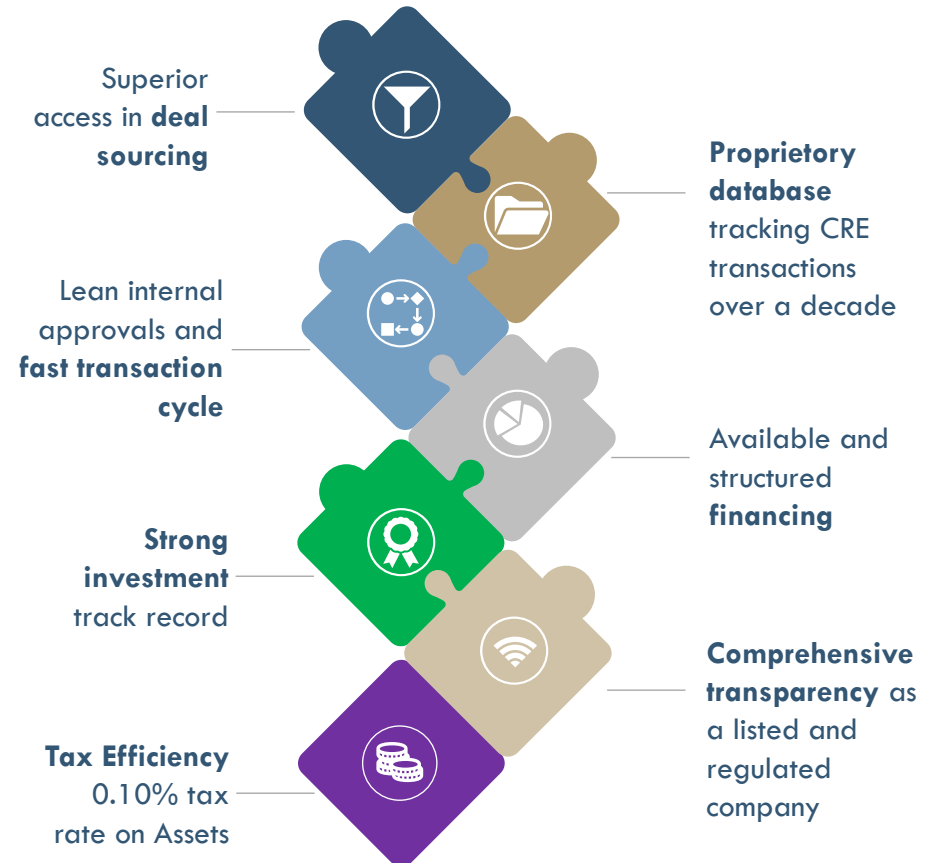 Superior
access in deal
sourcing
Proprietory
database
tracking CRE
transactions
over a decade
Lean internal
approvals and
fast transaction
cycle
Available and
structured
financing
Strong
investment
track record
Comprehensive
transparency as
a listed and
regulated
company
Tax Efficiency
0.10% tax
rate on Assets